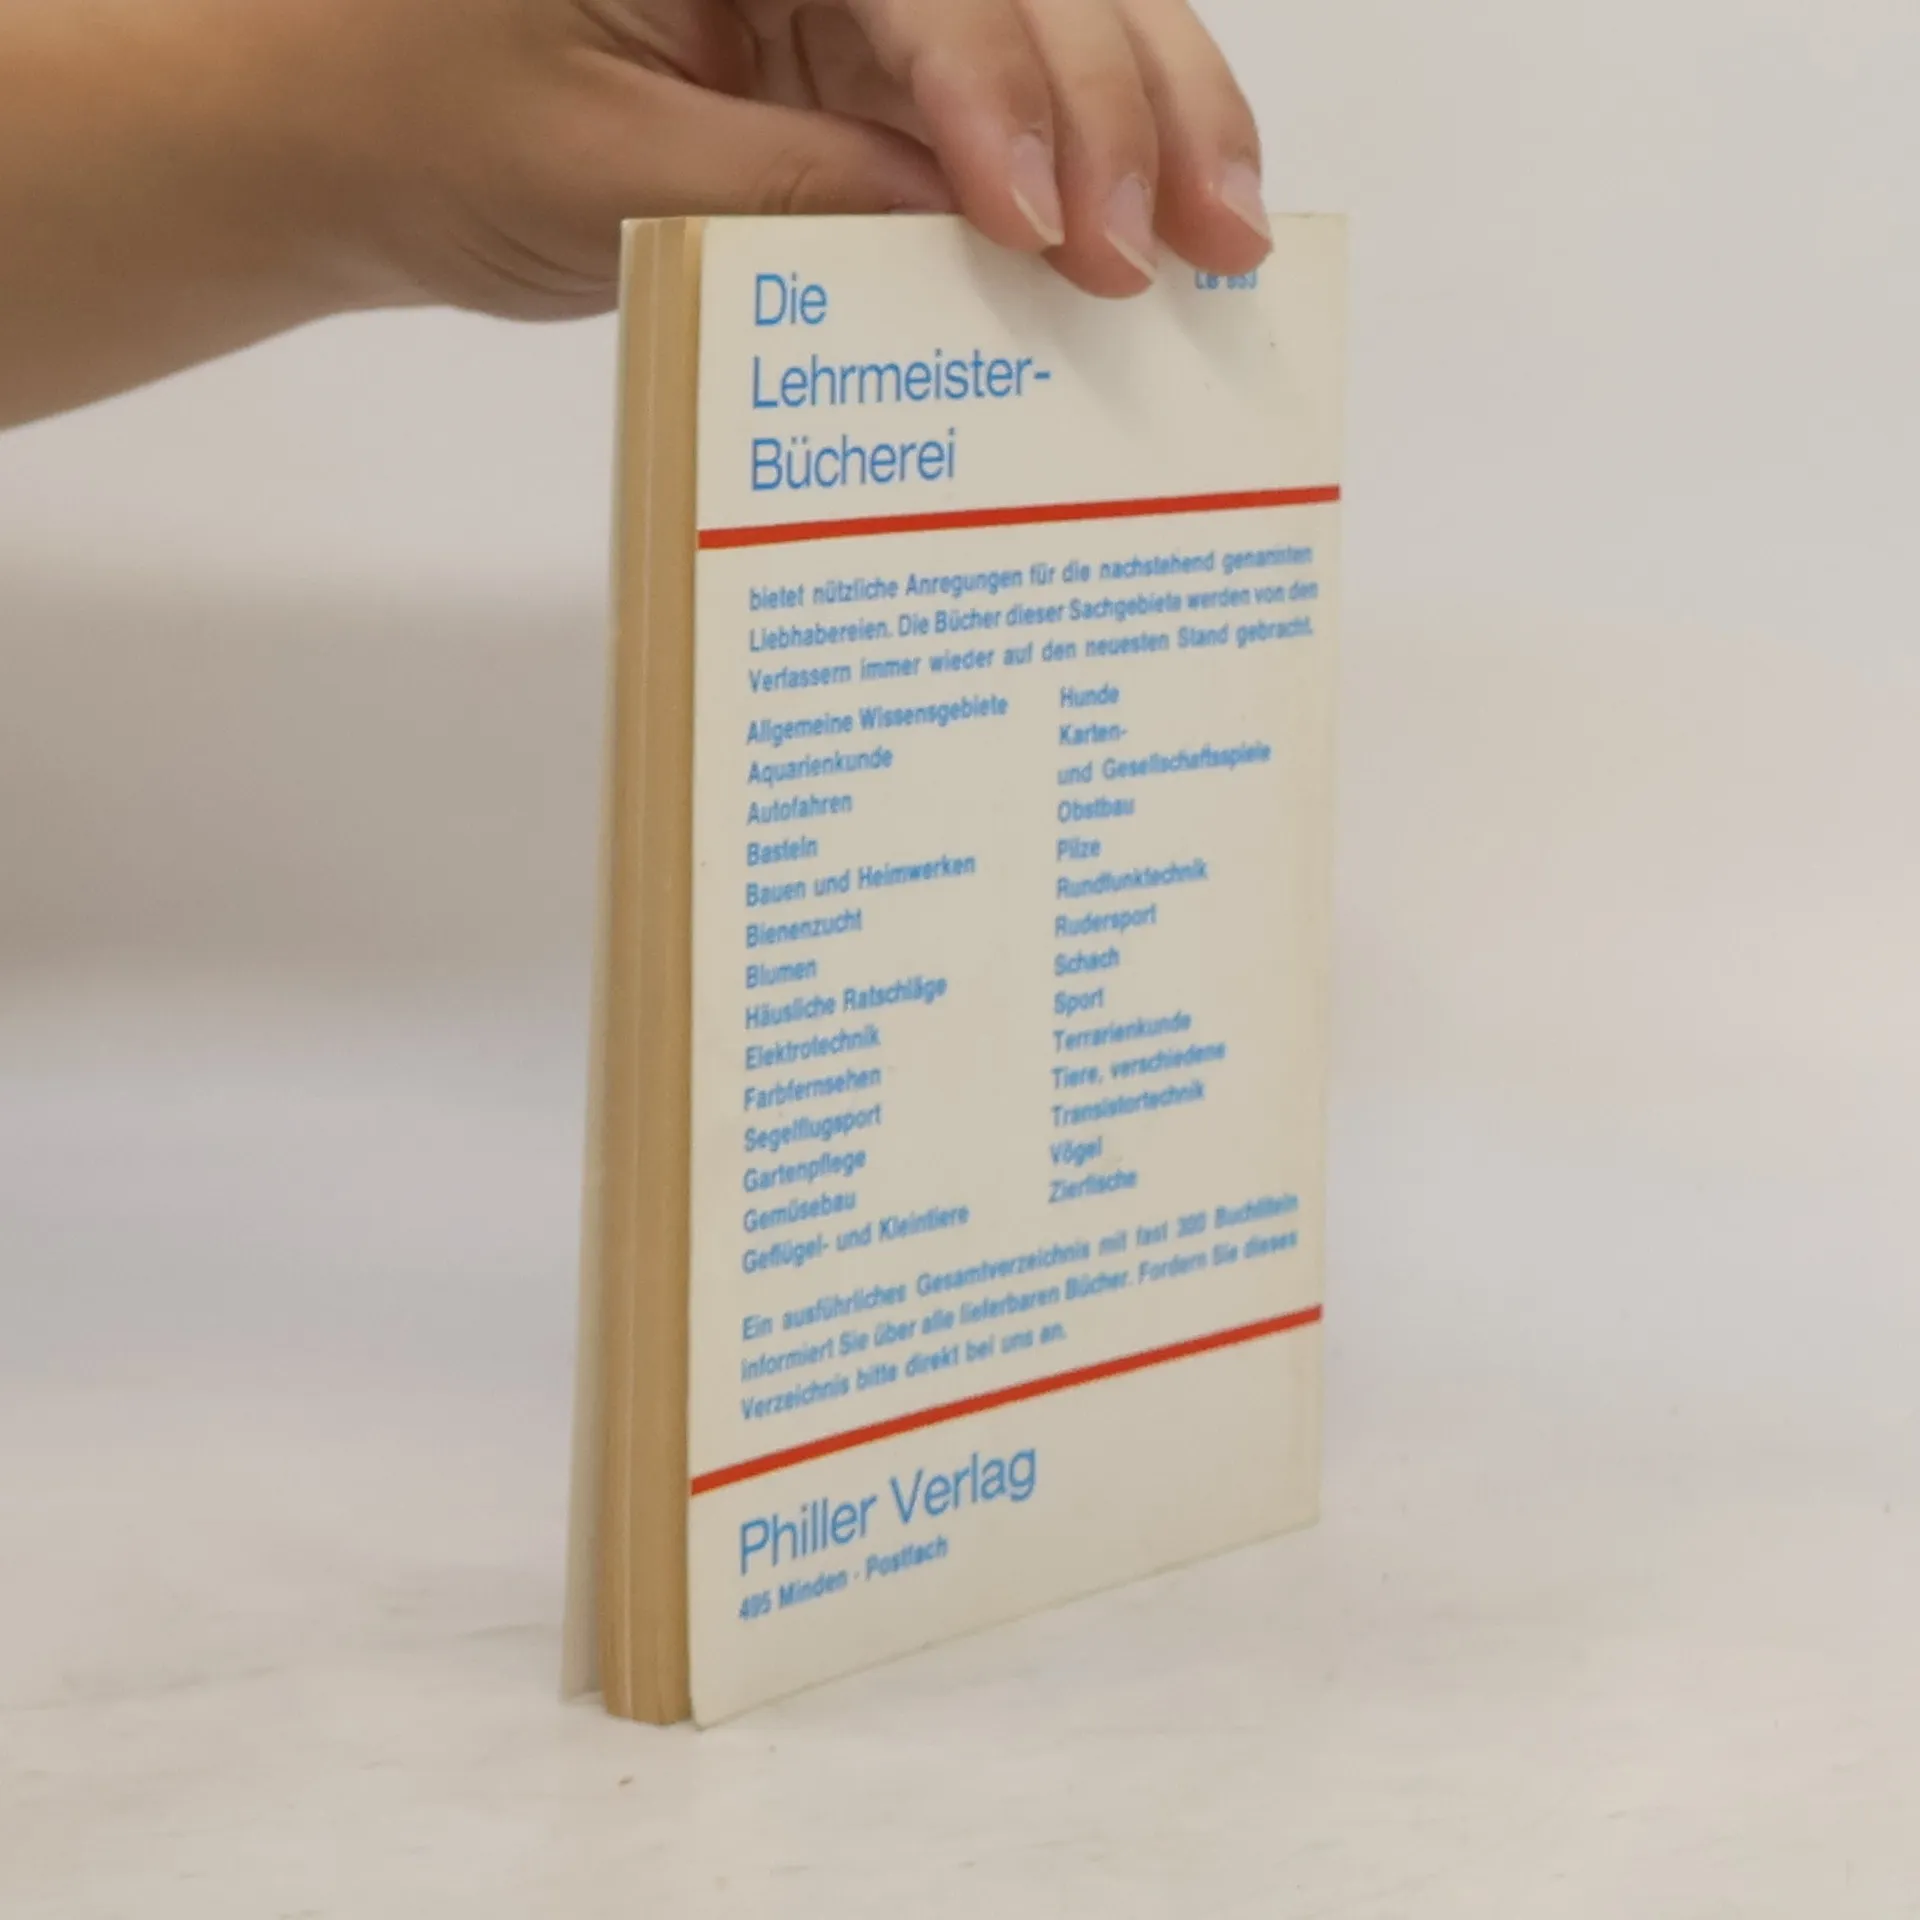 Die
Lehrmeister-
Bücherei
bietet nützliche Anregungen für die nachstehend genannten
Liebhabereien. Die Bücher dieser Sachgebiete werden von den
Verfassern immer wieder auf den neuesten Stand gebracht.
Allgemeine Wissensgebiete
Aquarienkunde
Autofahren
Basteln
Bauen und Heimwerken
Bienenzucht
Blumen
Häusliche Ratschläge
Elektrotechnik
Farbfernsehen
Segelflugsport
Gartenpflege
Gemüsebau
Geflügel- und Kleintiere
Hunde
Karten-
und Gesellschaftsspiele
Obstbau
Pilze
Rundfunktechnik
Rudersport
Schach
Sport
Terrarienkunde
Tiere, verschiedene
Transistortechnik
Vögel
Zierfische
Ein ausführliches Gesamtverzeichnis mit fast 300 Buchtiteln
informiert Sie über alle lieferbaren Bücher. Fordern Sie dieses
Verzeichnis bitte direkt bei uns an.
Philler Verlag
495 Minden · Postfach